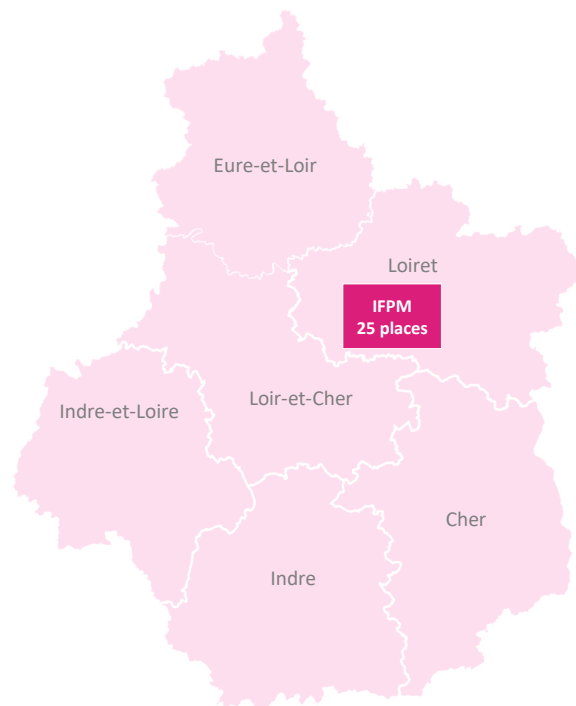 Eure-et-Loir
Loiret
IFPM
25 places
Loir-et-Cher
Indre-et-Loire
Cher
Indre